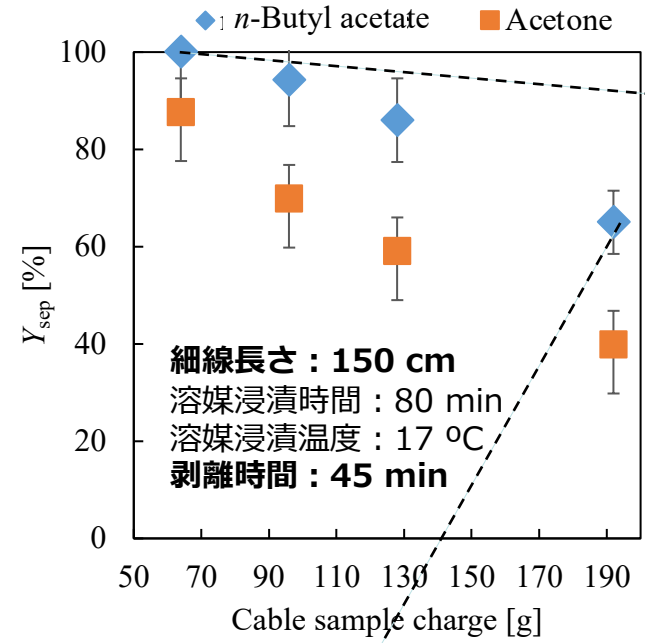 n-Butyl acetate Acetone
100
80
60
40
20
0
Ysep [%]
細線長さ：150 cm
溶媒浸漬時間：80 min
溶媒浸漬温度：17 ºC
剥離時間：45 min
50 70 90 110 130 150 170 190
Cable sample charge [g]